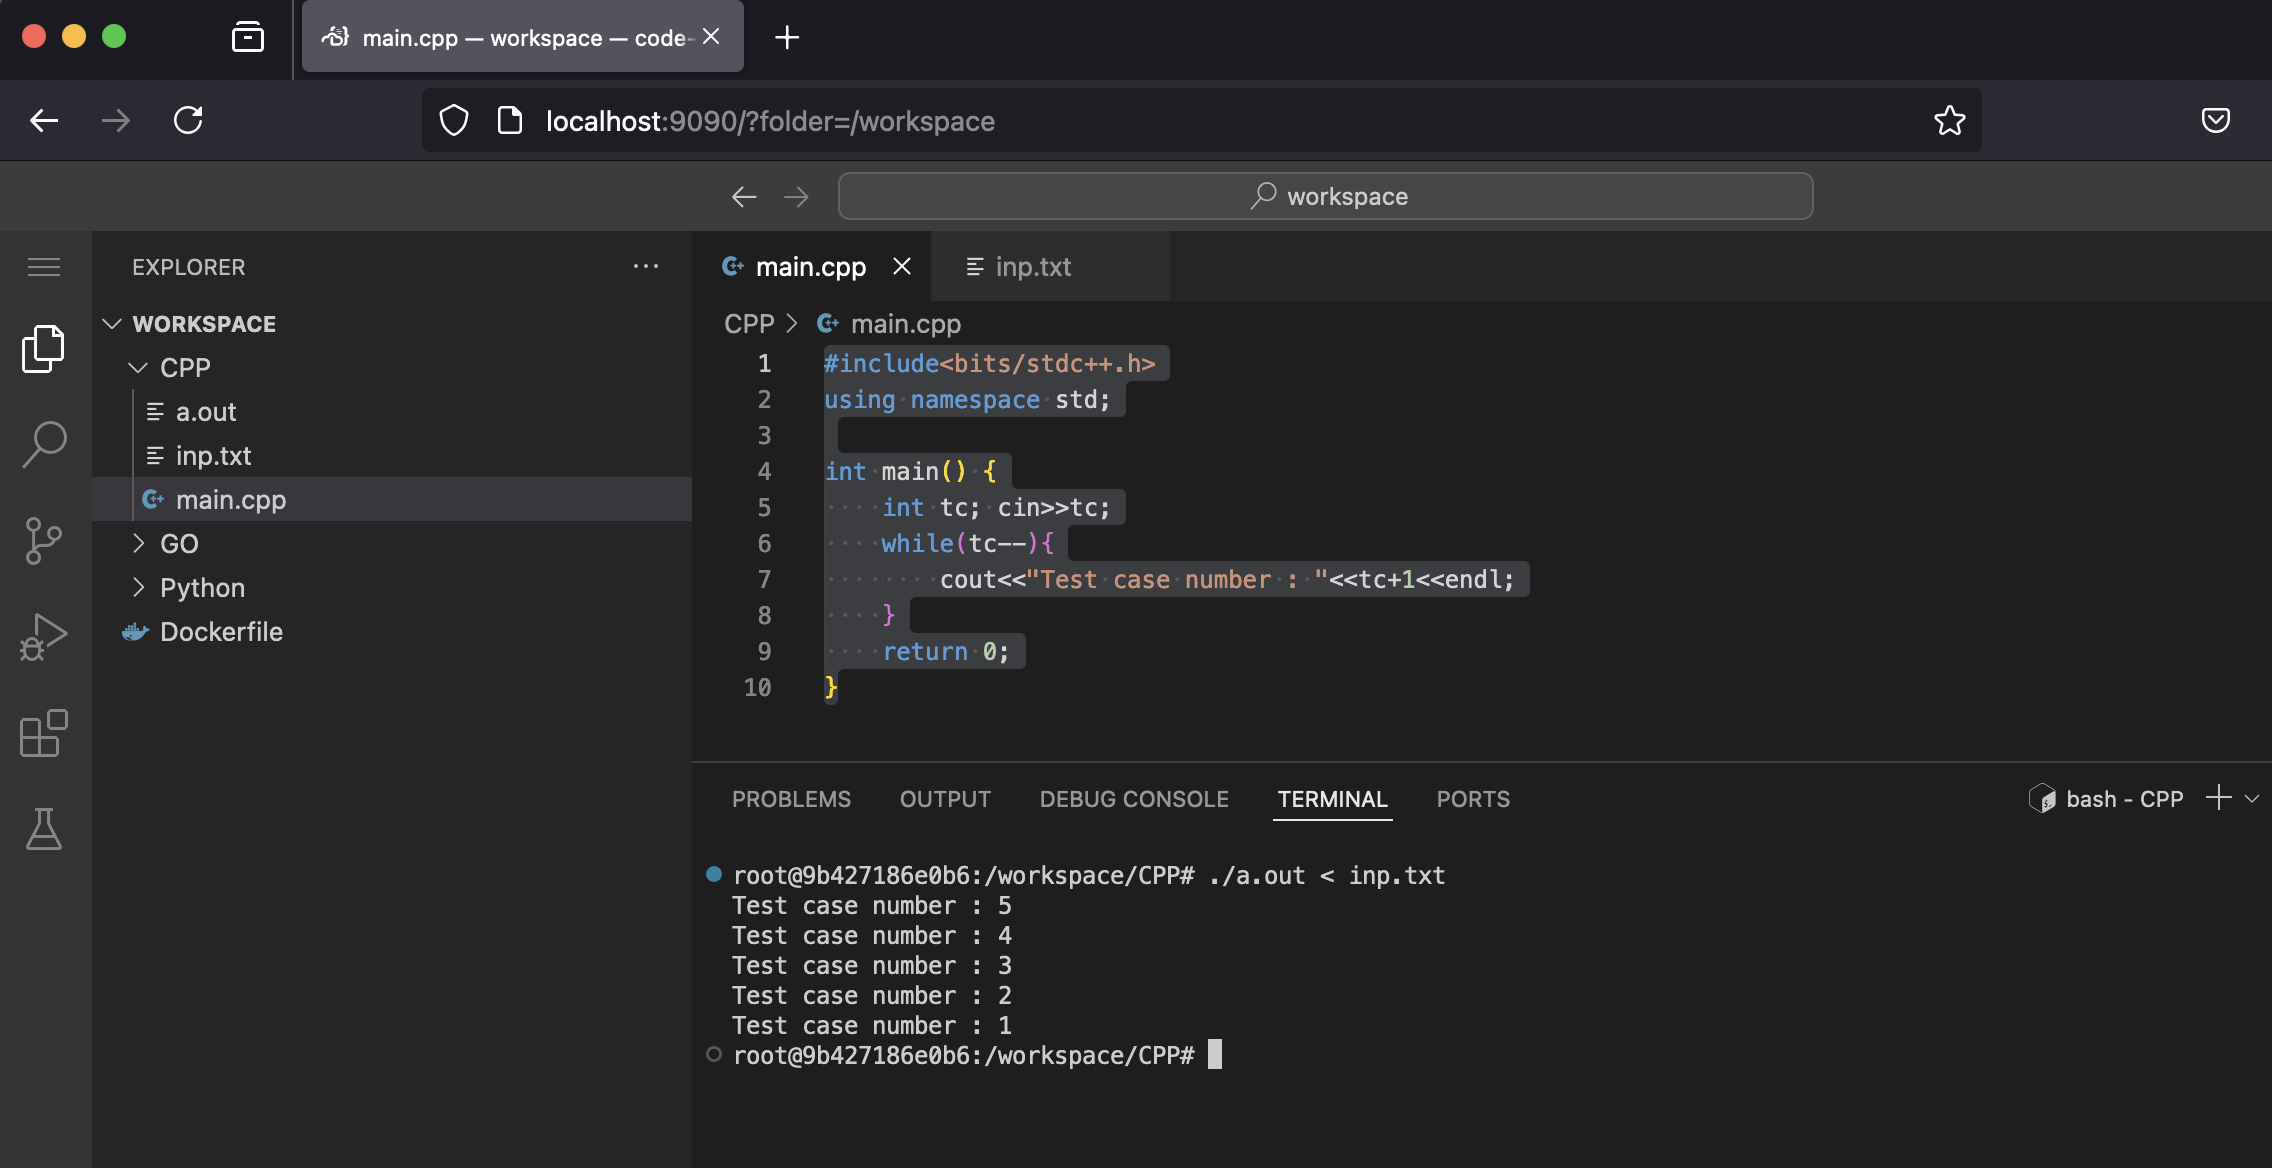 main.cpp — workspace — code-
localhost:9090/?folder=/workspace
workspace
EXPLORER
WORKSPACE
CPP
a.out
inp.txt
main.cpp
GO
Python
Dockerfile
main.cpp
inp.txt
CPP > main.cpp
1 #include<bits/stdc++.h>
2 using namespace std;
3
4 int main() {
5     int tc; cin>>tc;
6     while(tc--){
7         cout<<"Test case number : "<<tc+1<<endl;
8     }
9     return 0;
10 }
PROBLEMS OUTPUT DEBUG CONSOLE TERMINAL PORTS
bash - CPP
root@9b427186e0b6:/workspace/CPP# ./a.out < inp.txt
Test case number : 5
Test case number : 4
Test case number : 3
Test case number : 2
Test case number : 1
root@9b427186e0b6:/workspace/CPP#